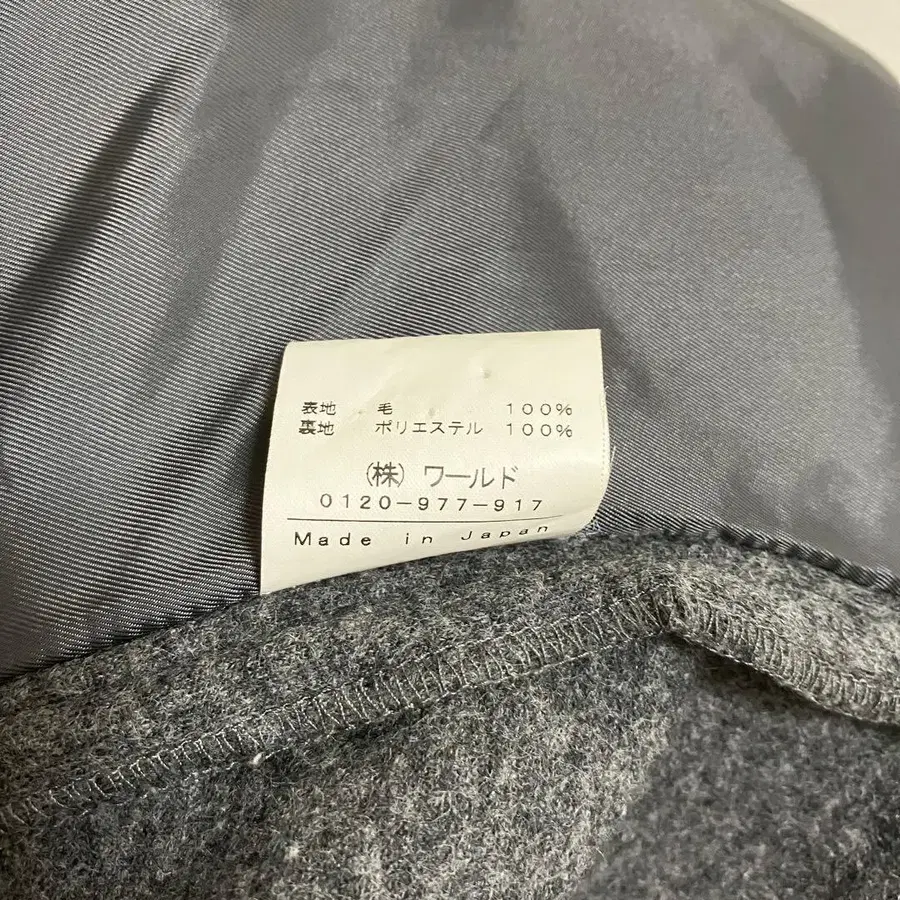 表地 毛 100%
裏地 ポリエステル 100%
(株) ワールド
0120-977-917
Made in Japan